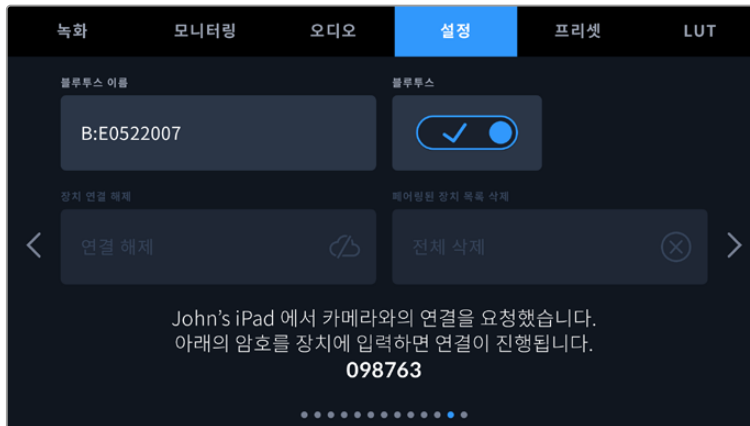 녹화 모니터링 오디오 설정 프리셋 LUT
블루투스 이름 블루투스
B:E0522007
장치 연결 해제 페어링된 장치 목록 삭제
연결 해제 전체 삭제
John's iPad 에서 카메라와의 연결을 요청했습니다.
아래의 암호를 장치에 입력하면 연결이 진행됩니다.
098763